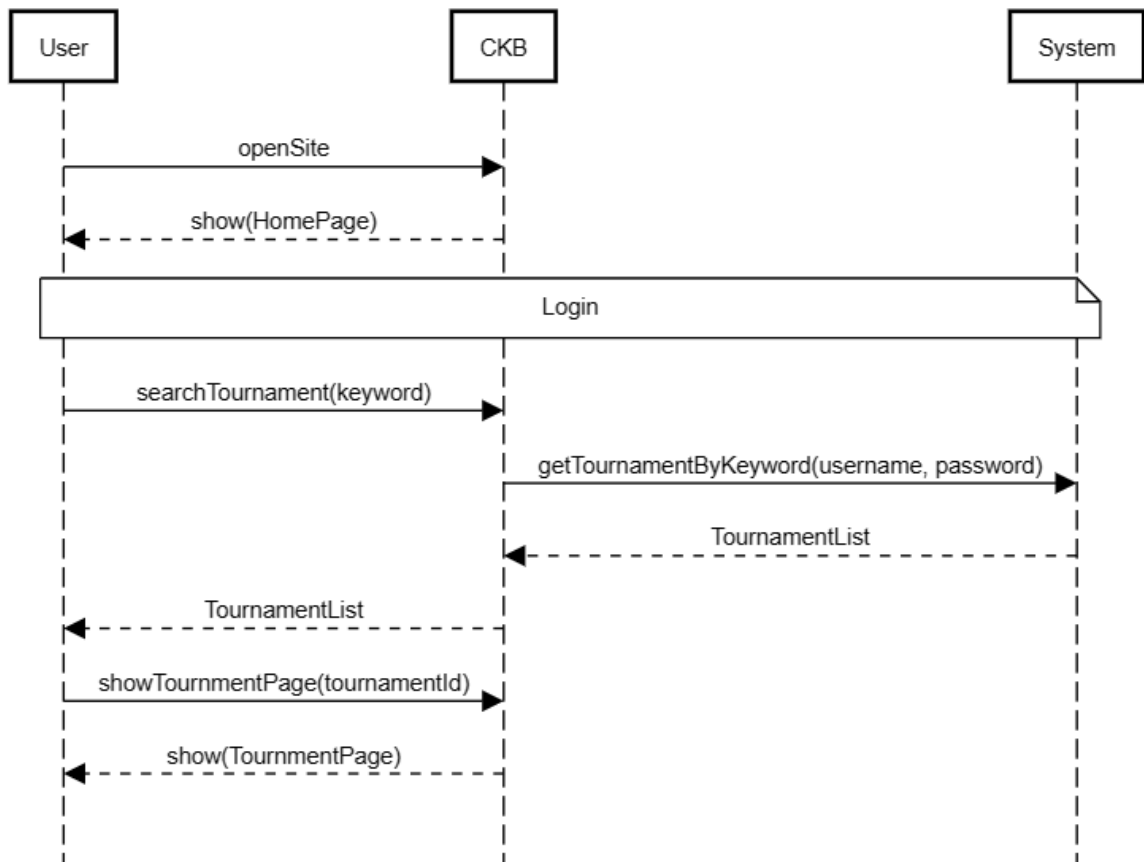 User
CKB
System
openSite
show(HomePage)
Login
searchTournament(keyword)
getTournamentByKeyword(username, password)
TournamentList
TournamentList
showTournmentPage(tournamentId)
show(TournmentPage)